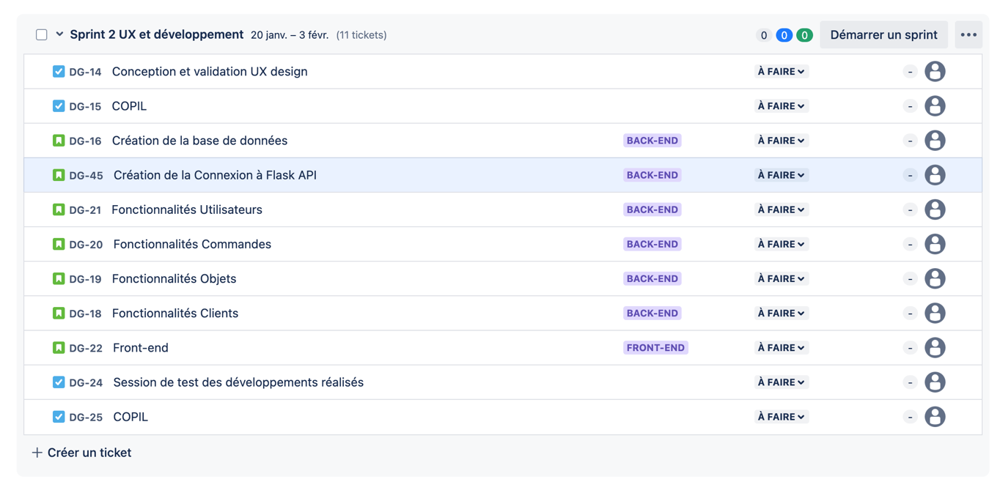 Sprint 2 UX et développement 20 janv. – 3 févr. (11 tickets) 0 0 0 Démarrer un sprint
DG-14 Conception et validation UX design À FAIRE -
DG-15 COPIL À FAIRE -
DG-16 Création de la base de données BACK-END À FAIRE -
DG-45 Création de la Connexion à Flask API BACK-END À FAIRE -
DG-21 Fonctionnalités Utilisateurs BACK-END À FAIRE -
DG-20 Fonctionnalités Commandes BACK-END À FAIRE -
DG-19 Fonctionnalités Objets BACK-END À FAIRE -
DG-18 Fonctionnalités Clients BACK-END À FAIRE -
DG-22 Front-end FRONT-END À FAIRE -
DG-24 Session de test des développements réalisés À FAIRE -
DG-25 COPIL À FAIRE -
+ Créer un ticket